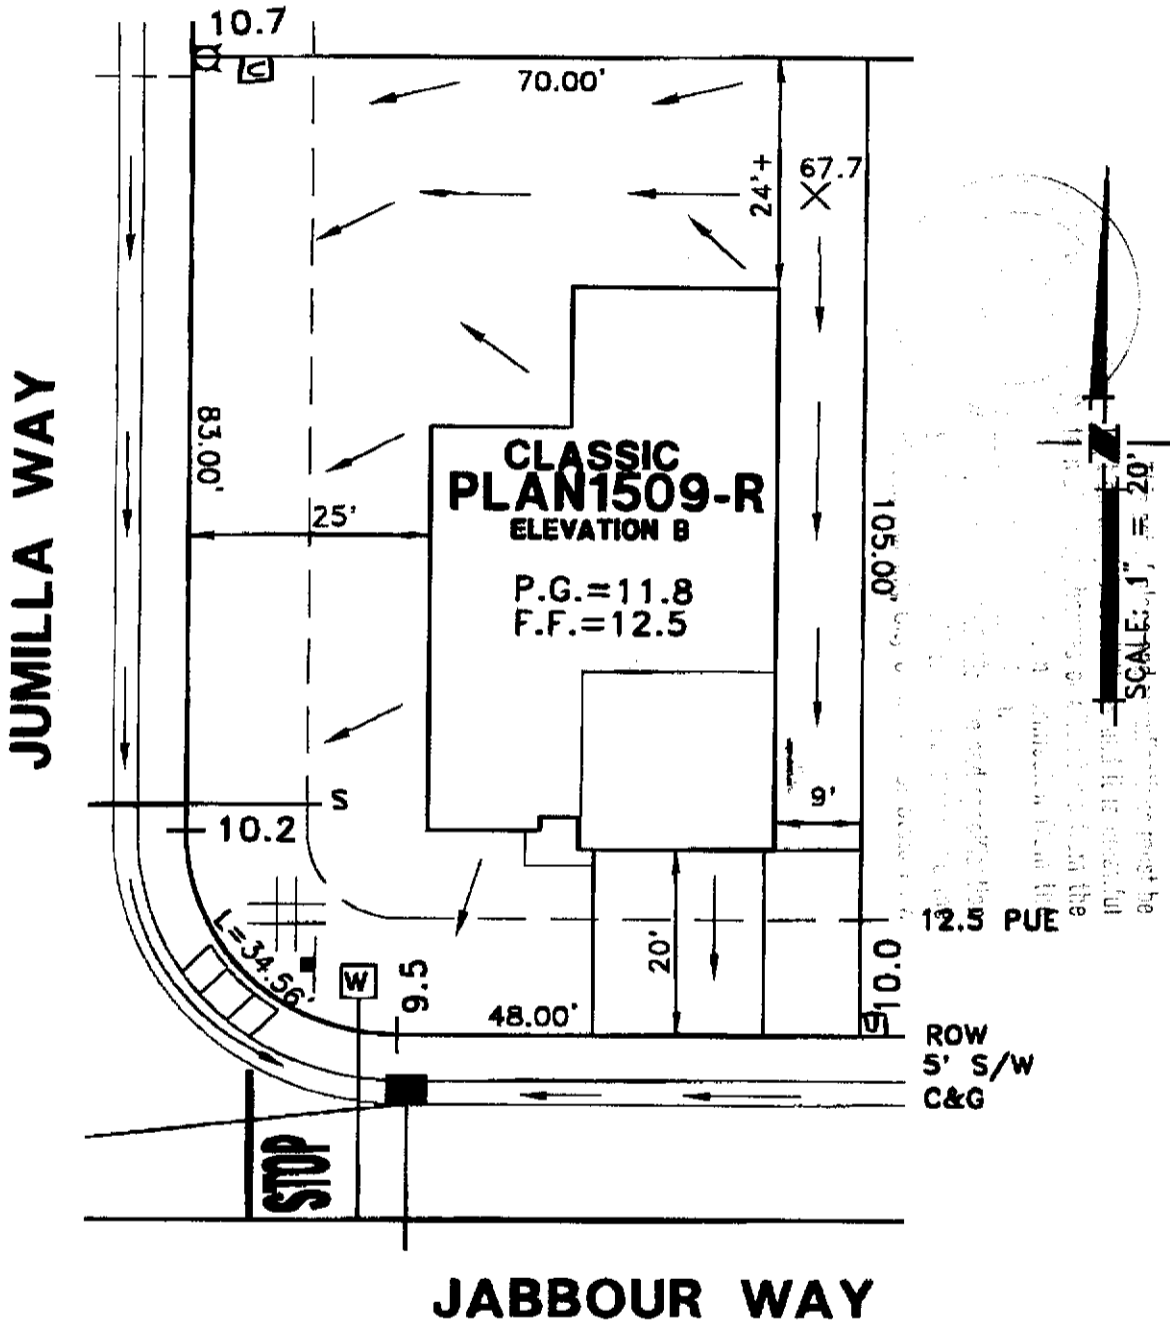 10.7
70.00'
24'+
67.7
83.00'
CLASSIC
PLAN1509-R
ELEVATION B
25'
P.G.=11.8
F.F.=12.5
105.00'
JUMILLA WAY
N
SCALE: 1" = 20'
S
10.2
9'
12.5 PUE
L=34.56'
W
9.5
20'
10.0
48.00'
ROW
5' S/W
C&G
STOP
JABBOUR WAY